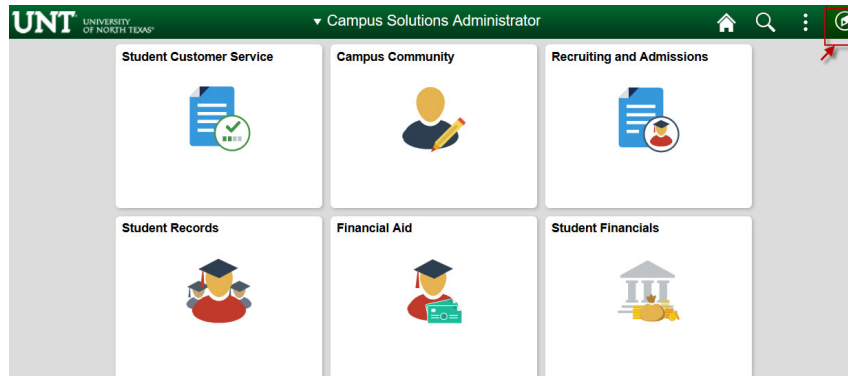 UNT UNIVERSITY
OF NORTH TEXAS®
▾ Campus Solutions Administrator
Student Customer Service
Campus Community
Recruiting and Admissions
Student Records
Financial Aid
Student Financials